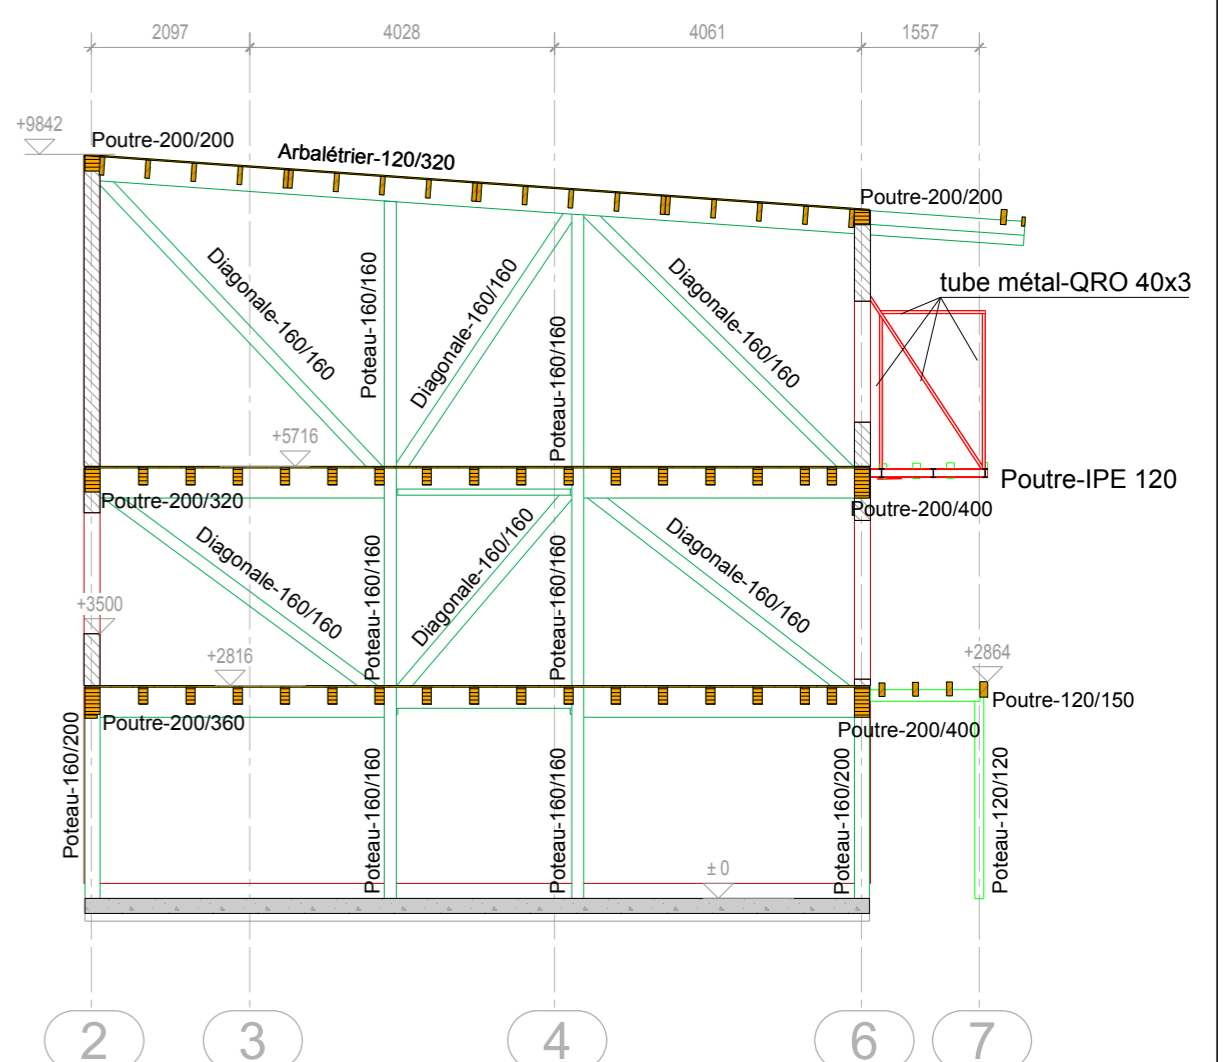 2097
4028
4061
1557
+9842
Poutre-200/200
Arbalétrier-120/320
Poutre-200/200
Diagonale-160/160
Poteau-160/160
Diagonale-160/160
Poteau-160/160
Diagonale-160/160
tube métal-QRO 40x3
+5716
Poutre-IPE 120
Poutre-200/320
Poutre-200/400
Diagonale-160/160
Poteau-160/160
Diagonale-160/160
Poteau-160/160
Diagonale-160/160
+3500
+2816
+2864
Poutre-120/150
Poutre-200/360
Poutre-200/400
Poteau-160/200
Poteau-160/160
Poteau-160/160
Poteau-160/200
Poteau-120/120
± 0
2
3
4
6
7